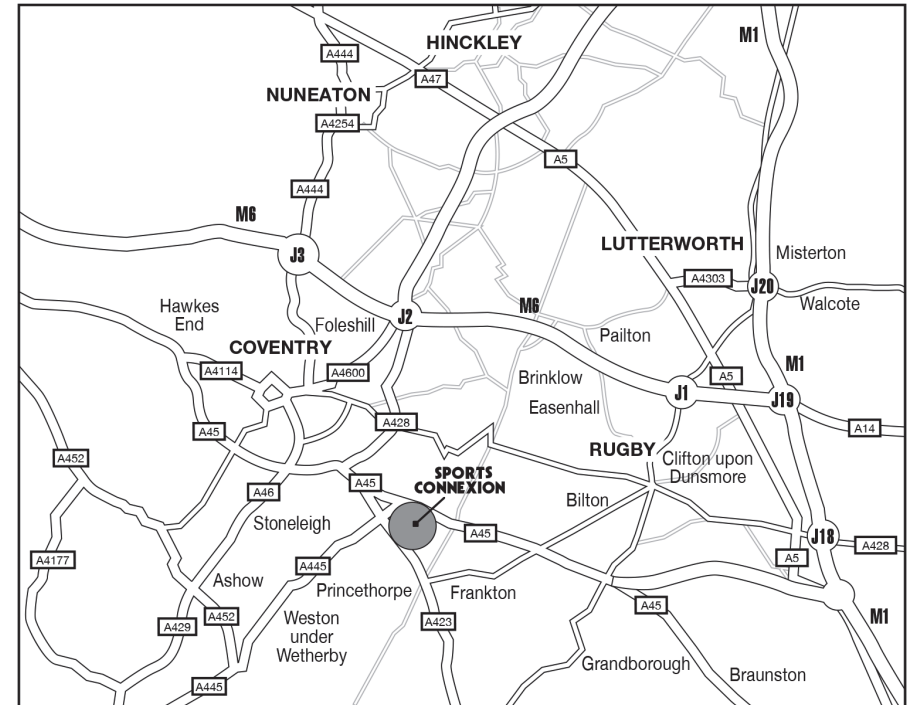 M1
HINCKLEY
A444
A47
NUNEATON
A4254
A5
A444
M6
LUTTERWORTH
J3
Misterton
A4303
J20
Walcote
Hawkes
End
Foleshill
J2
M6
Pailton
COVENTRY
M1
A4114
A4600
Brinklow
A5
J1
J19
Easenhall
A428
A14
A45
RUGBY
Clifton upon
Dunsmore
A452
SPORTS
CONNEXION
A45
A46
Bilton
Stoneleigh
A45
J18
A428
A4177
A445
A5
Ashow
Princethorpe
Frankton
A452
A45
Weston
under
Wetherby
A429
A423
M1
Grandborough
Braunston
A445